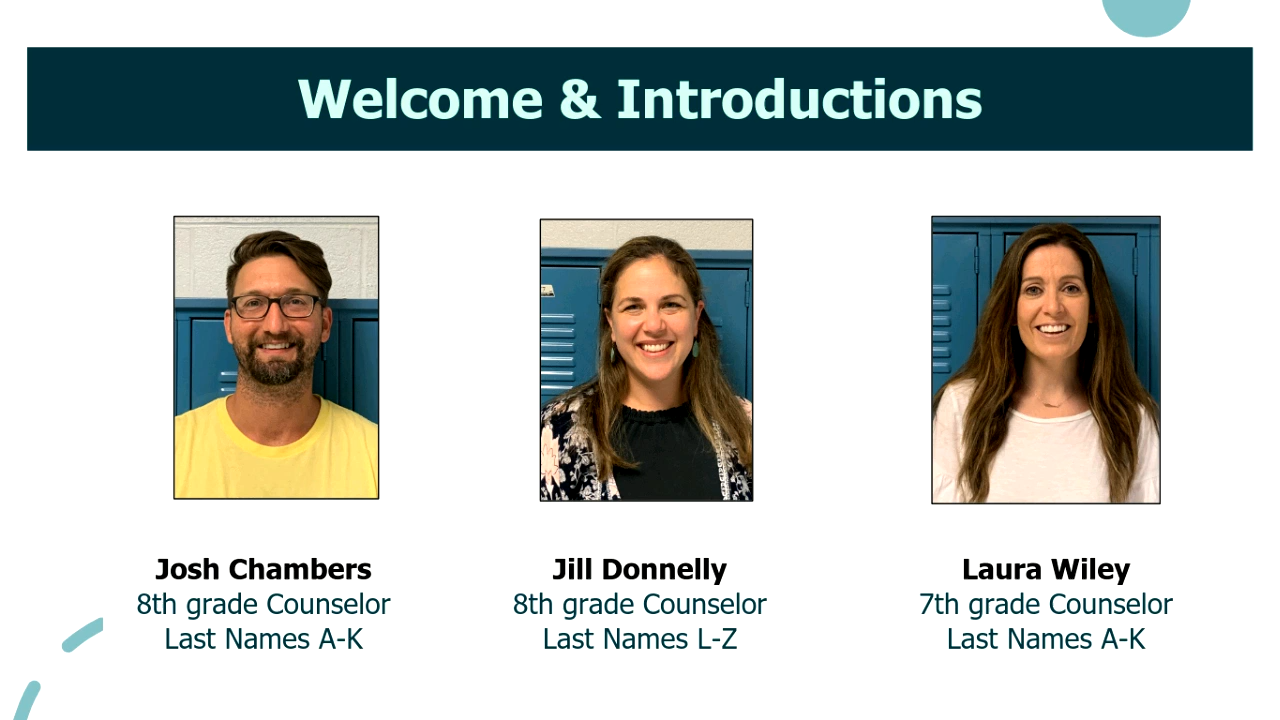 Welcome & Introductions
Josh Chambers
8th grade Counselor
Last Names A-K
Jill Donnelly
8th grade Counselor
Last Names L-Z
Laura Wiley
7th grade Counselor
Last Names A-K